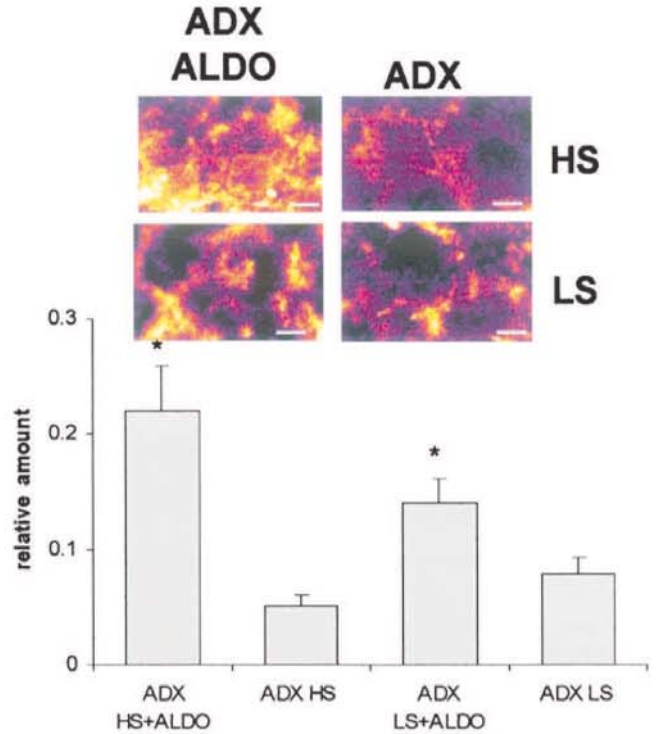 ADX
ALDO
ADX
HS
LS
0.3
0.2
0.1
0
relative amount
*
*
ADX
HS+ALDO
ADX HS
ADX
LS+ALDO
ADX LS